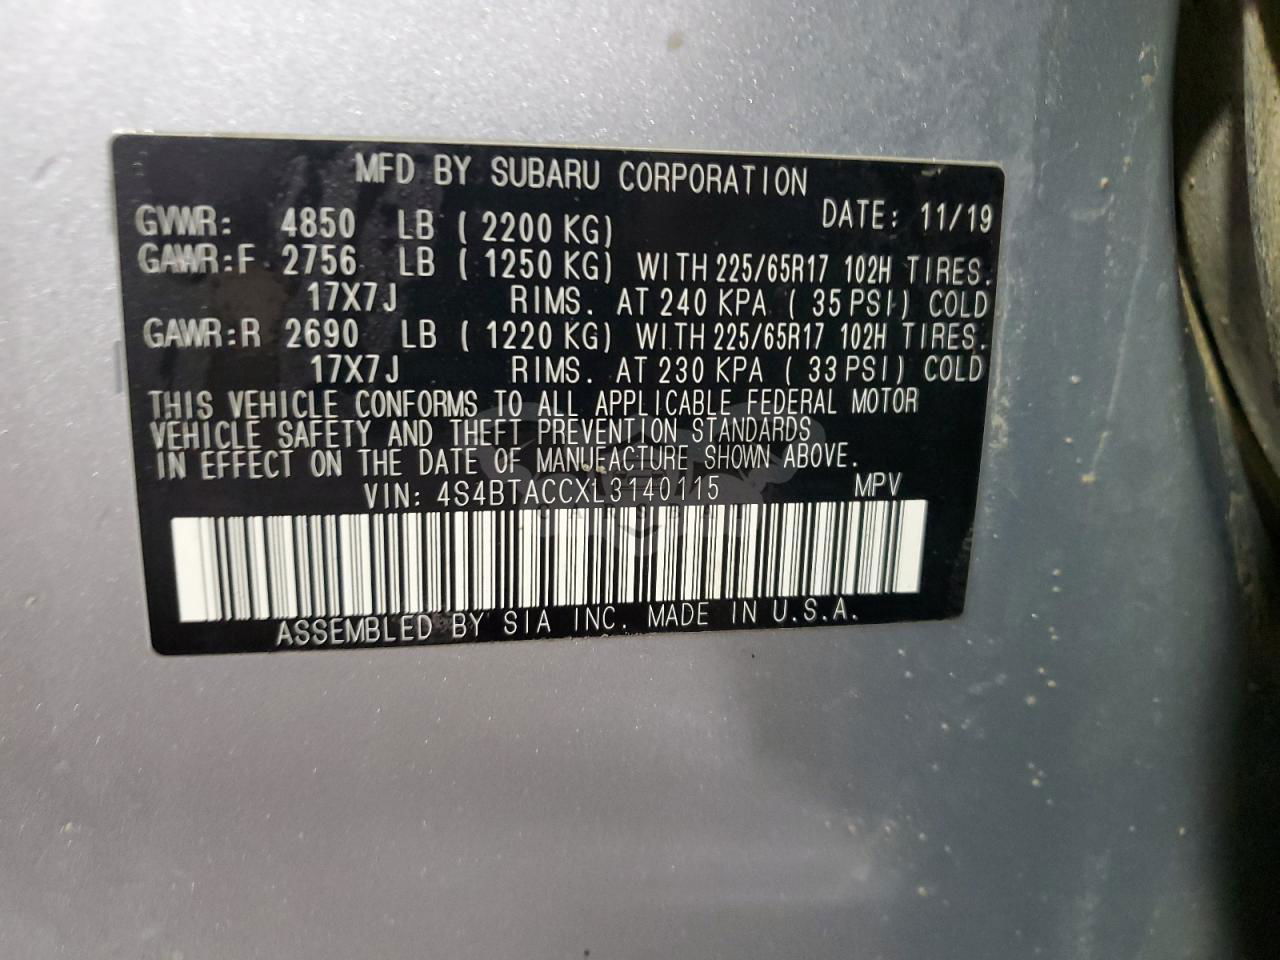 MFD BY SUBARU CORPORATION
DATE: 11/19
GVWR: 4850 LB ( 2200 KG)
GAWR:F 2756 LB ( 1250 KG) WITH 225/65R17 102H TIRES.
17X7J RIMS. AT 240 KPA ( 35 PSI) COLD
GAWR:R 2690 LB ( 1220 KG) WITH 225/65R17 102H TIRES.
17X7J RIMS. AT 230 KPA ( 33 PSI) COLD
THIS VEHICLE CONFORMS TO ALL APPLICABLE FEDERAL MOTOR
VEHICLE SAFETY AND THEFT PREVENTION STANDARDS
IN EFFECT ON THE DATE OF MANUFACTURE SHOWN ABOVE.
VIN: 4S4BTACCXL3140115 MPV
ASSEMBLED BY SIA INC. MADE IN U.S.A.